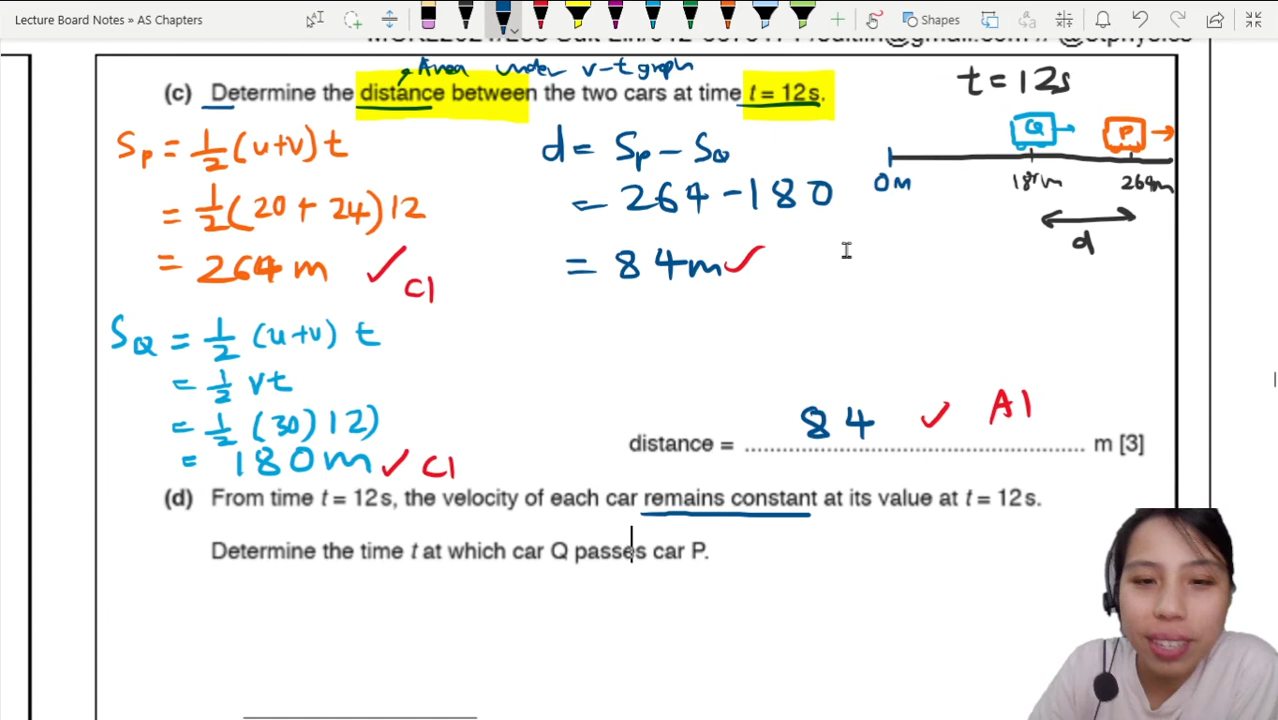 Lecture Board Notes » AS Chapters
Shapes
Area under v-t graph
(c) Determine the distance between the two cars at time t = 12s.
t = 12s
Sp = 1/2 (u+v) t
= 1/2 (20 + 24) 12
= 264 m ✓ C1
d = Sp - SQ
= 264 - 180
= 84m ✓
Q P
0M 180m 264m
d
SQ = 1/2 (u+v) t
= 1/2 vt
= 1/2 (30) 12)
= 180m ✓ C1
84 ✓ A1
distance = ........................ m [3]
(d) From time t = 12s, the velocity of each car remains constant at its value at t = 12s.
Determine the time t at which car Q passes car P.